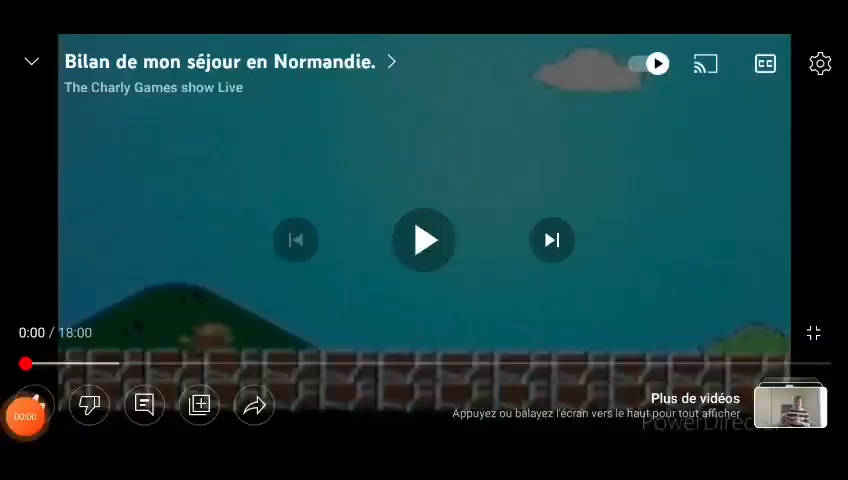 Bilan de mon séjour en Normandie.
The Charly Games show Live
CC
0:00 / 18:00
00:00
Plus de vidéos
Appuyez ou balayez l'écran vers le haut pour tout afficher